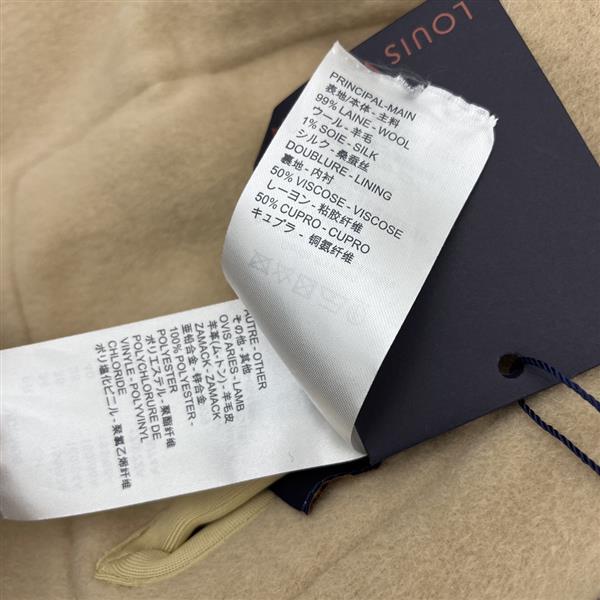 LOUIS
PRINCIPAL-MAIN
表地/本体 - 主料
99% LAINE - WOOL
ウール - 羊毛
1% SOIE - SILK
シルク - 桑蚕丝
DOUBLURE - LINING
裏地 - 内衬
50% VISCOSE - VISCOSE
レーヨン - 粘胶纤维
50% CUPRO - CUPRO
キュプラ - 铜氨纤维
AUTRE - OTHER
その他 - 其他
OVIS ARIES - LAMB
羊革(ム-トン) - 羊毛皮
ZAMACK - ZAMACK
亜鉛合金 - 锌合金
100% POLYESTER -
POLYESTER
ポリエステル - 聚酯纤维
POLYCHLORURE DE
VINYLE - POLYVINYL
CHLORIDE
ポリ塩化ビニール - 聚氯乙烯纤维